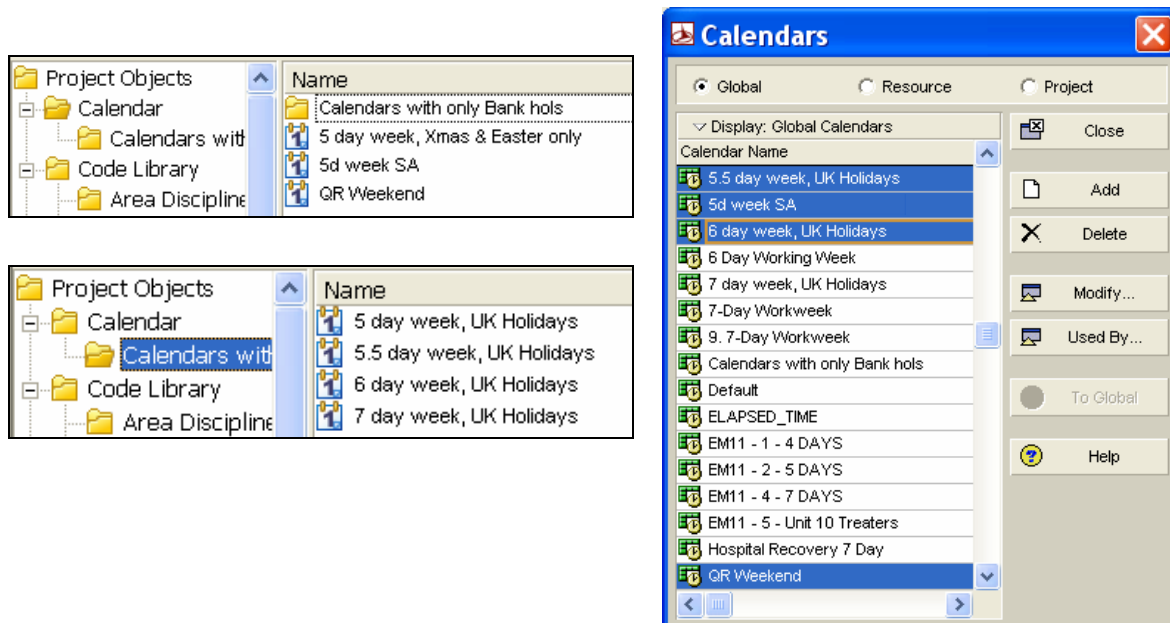 Project Objects
Calendar
Calendars wit
Code Library
Area Discipline
Name
Calendars with only Bank hols
5 day week, Xmas & Easter only
5d week SA
QR Weekend
Project Objects
Calendar
Calendars wit
Code Library
Area Discipline
Name
5 day week, UK Holidays
5.5 day week, UK Holidays
6 day week, UK Holidays
7 day week, UK Holidays
Calendars
Global Resource Project
Display: Global Calendars
Calendar Name
5.5 day week, UK Holidays
5d week SA
6 day week, UK Holidays
6 Day Working Week
7 day week, UK Holidays
7-Day Workweek
9. 7-Day Workweek
Calendars with only Bank hols
Default
ELAPSED_TIME
EM11 - 1 - 4 DAYS
EM11 - 2 - 5 DAYS
EM11 - 4 - 7 DAYS
EM11 - 5 - Unit 10 Treaters
Hospital Recovery 7 Day
QR Weekend
Close
Add
Delete
Modify...
Used By...
To Global
Help